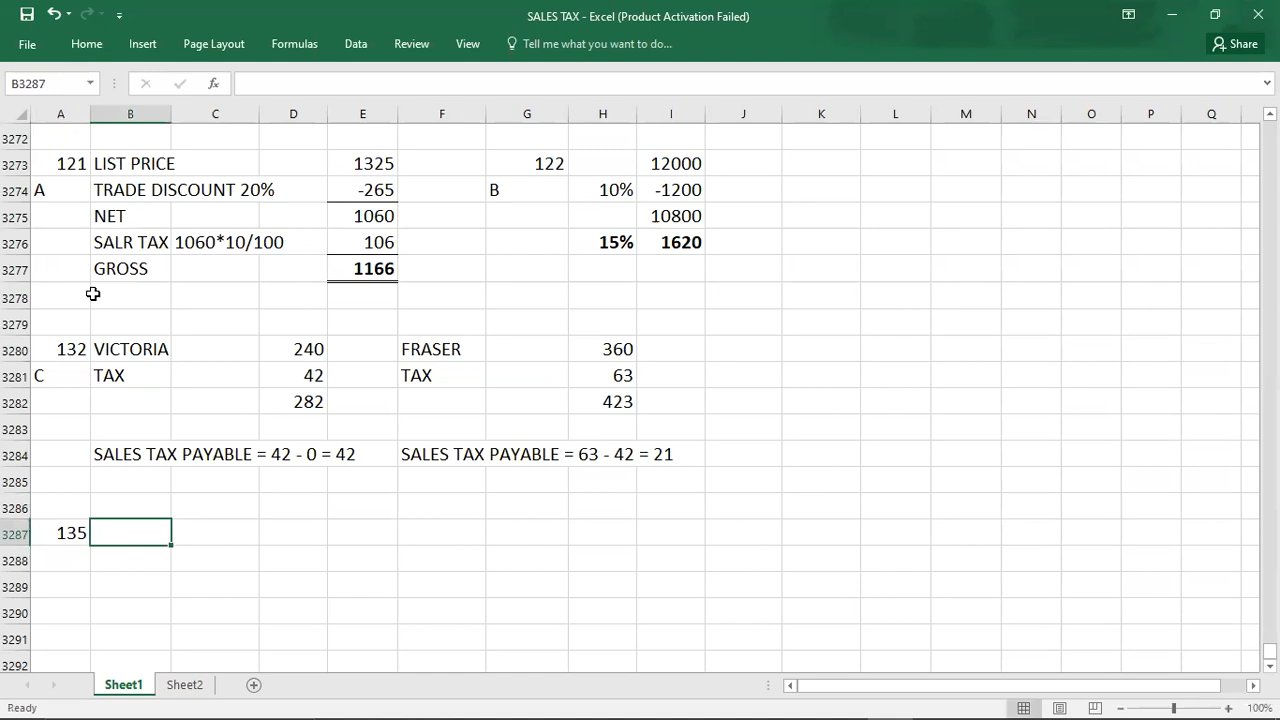 SALES TAX - Excel (Product Activation Failed)
File Home Insert Page Layout Formulas Data Review View Tell me what you want to do... Share
B3287 fx
A B C D E F G H I J K L M N O P Q
3272
3273 121 LIST PRICE 1325 122 12000
3274 A TRADE DISCOUNT 20% -265 B 10% -1200
3275 NET 1060 10800
3276 SALR TAX 1060*10/100 106 15% 1620
3277 GROSS 1166
3278
3279
3280 132 VICTORIA 240 FRASER 360
3281 C TAX 42 TAX 63
3282 282 423
3283
3284 SALES TAX PAYABLE = 42 - 0 = 42 SALES TAX PAYABLE = 63 - 42 = 21
3285
3286
3287 135
3288
3289
3290
3291
3292
Sheet1 Sheet2
Ready 100%